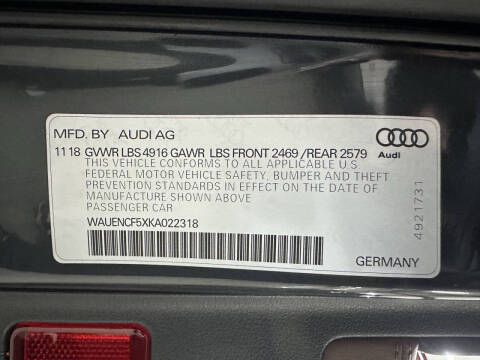 MFD. BY AUDI AG
11 18 GVWR LBS 4916 GAWR LBS FRONT 2469 /REAR 2579
THIS VEHICLE CONFORMS TO ALL APPLICABLE U S
FEDERAL MOTOR VEHICLE SAFETY, BUMPER AND THEFT
PREVENTION STANDARDS IN EFFECT ON THE DATE OF
MANUFACTURE SHOWN ABOVE
PASSENGER CAR
WAUENCF5XKA022318
Audi
4921731
GERMANY